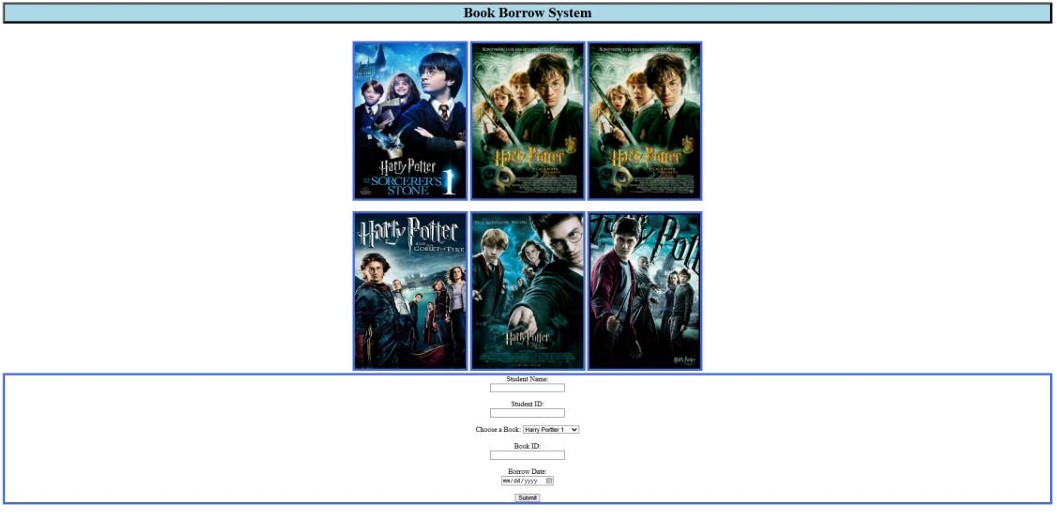 Book Borrow System
Harry Potter
SORCERER'S
STONE 1
Harry Potter
Harry Potter
Harry Potter
GOBLET OF FIRE
Harry Potter
Harry Potter
Student Name:
Student ID:
Choose a Book: Harry Portter 1
Book ID:
Borrow Date:
mm/dd/yyyy
Submit